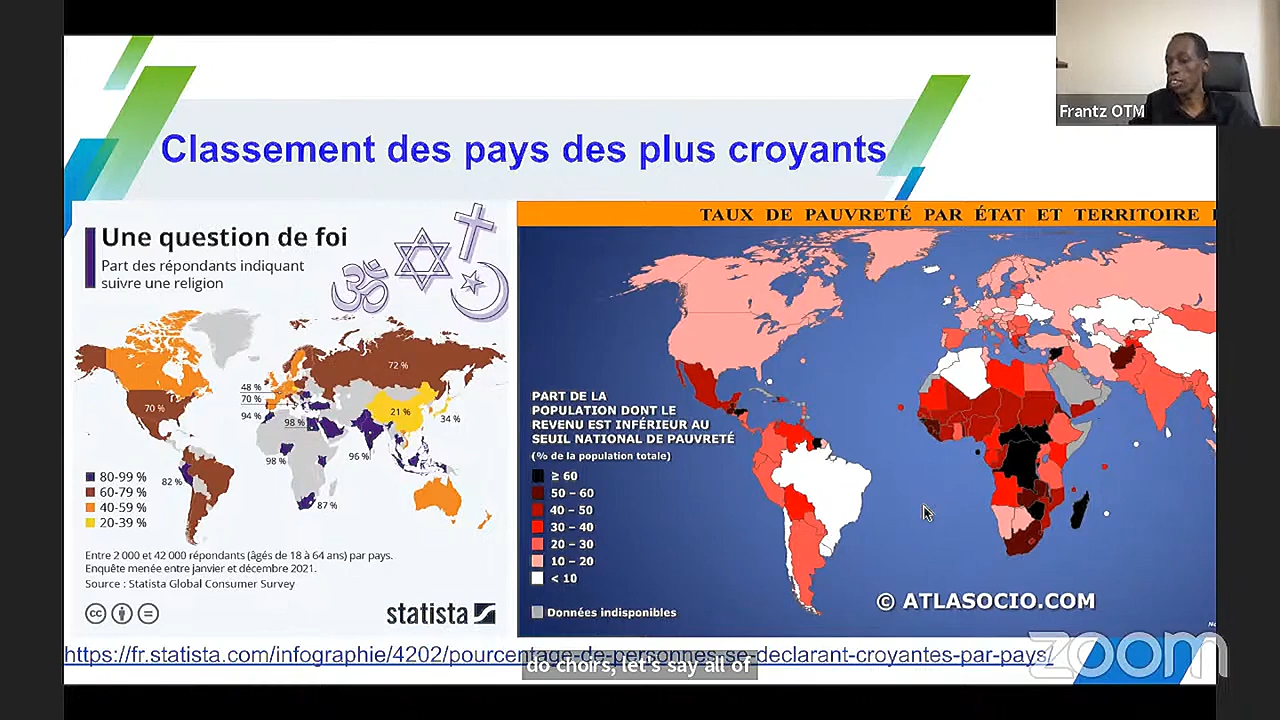 Frantz OTM
Classement des pays des plus croyants
Une question de foi
Part des répondants indiquant
suivre une religion
72 %
48 %
70 %
70 %
94 %
98 %
21 %
34 %
98 %
96 %
82 %
87 %
80-99 %
60-79 %
40-59 %
20-39 %
Entre 2 000 et 42 000 répondants (âgés de 18 à 64 ans) par pays.
Enquête menée entre janvier et décembre 2021.
Source : Statista Global Consumer Survey
cc
statista
TAUX DE PAUVRETÉ PAR ÉTAT ET TERRITOIRE
PART DE LA
POPULATION DONT LE
REVENU EST INFÉRIEUR AU
SEUIL NATIONAL DE PAUVRETÉ
(% de la population totale)
≥ 60
50 – 60
40 – 50
30 – 40
20 – 30
10 – 20
< 10
Données indisponibles
© ATLASOCIO.COM
https://fr.statista.com/infographie/4202/pourcentage-de-personnes-se-declarant-croyantes-par-pays/
do choirs, let's say all of
zoom